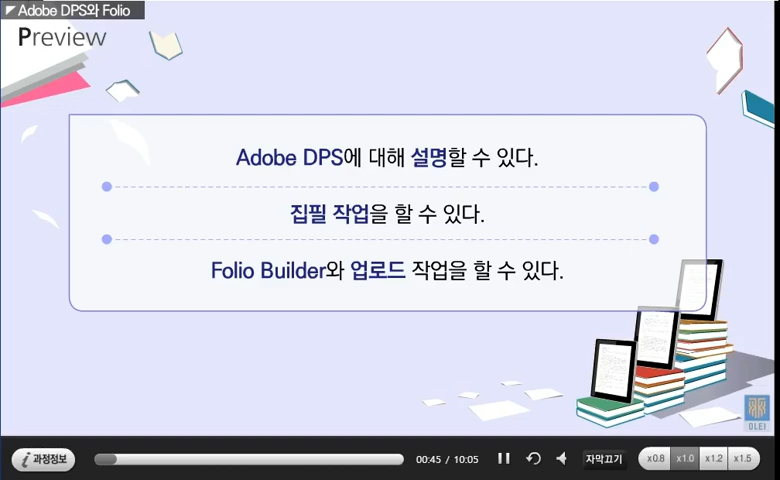 Adobe DPS와 Folio
Preview
Adobe DPS에 대해 설명할 수 있다.
집필 작업을 할 수 있다.
Folio Builder와 업로드 작업을 할 수 있다.
OLEI
i 과정정보
00:45 / 10:05
자막끄기
x0.8 x1.0 x1.2 x1.5